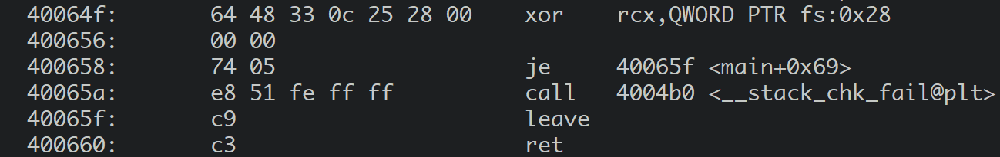 40064f: 64 48 33 0c 25 28 00 xor rcx,QWORD PTR fs:0x28
400656: 00 00
400658: 74 05 je 40065f <main+0x69>
40065a: e8 51 fe ff ff call 4004b0 <__stack_chk_fail@plt>
40065f: c9 leave
400660: c3 ret